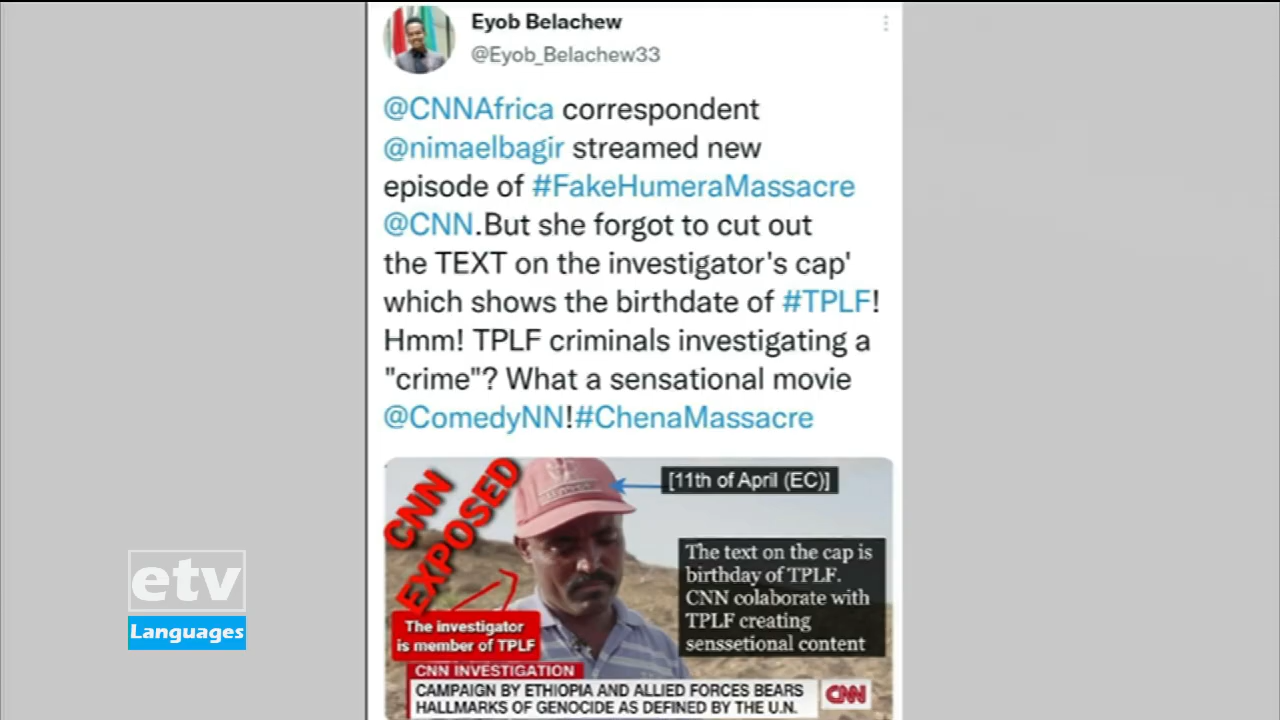 Eyob Belachew
@Eyob_Belachew33
@CNNAfrica correspondent
@nimaelbagir streamed new
episode of #FakeHumeraMassacre
@CNN.But she forgot to cut out
the TEXT on the investigator's cap'
which shows the birthdate of #TPLF!
Hmm! TPLF criminals investigating a
"crime"? What a sensational movie
@ComedyNN!#ChenaMassacre
CNN
EXPOSED
[11th of April (EC)]
The text on the cap is
birthday of TPLF.
CNN colaborate with
TPLF creating
senssetional content
The investigator
is member of TPLF
CNN INVESTIGATION
CAMPAIGN BY ETHIOPIA AND ALLIED FORCES BEARS
HALLMARKS OF GENOCIDE AS DEFINED BY THE U.N.
CNN
etv
Languages